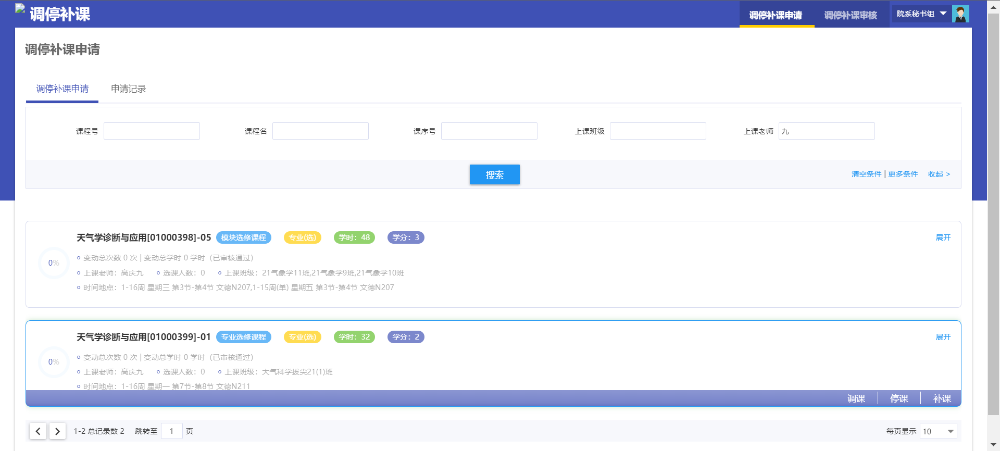 调停补课
调停补课申请 调停补课审核 院系秘书组
调停补课申请
调停补课申请 申请记录
课程号 课程名 课序号 上课班级 上课老师 九
搜索 清空条件 | 更多条件 收起 >
天气学诊断与应用[01000398]-05 模块选修课程 专业(选) 学时：48 学分：3 展开
变动总次数 0 次 | 变动总学时 0 学时（已审核通过）
0%
上课老师：高庆九 选课人数：0 上课班级：21气象学11班,21气象学9班,21气象学10班
时间地点：1-16周 星期三 第3节-第4节 文德N207,1-15周(单) 星期五 第3节-第4节 文德N207
天气学诊断与应用[01000399]-01 专业选修课程 专业(选) 学时：32 学分：2 展开
变动总次数 0 次 | 变动总学时 0 学时（已审核通过）
0%
上课老师：高庆九 选课人数：0 上课班级：大气科学拔尖21(1)班
时间地点：1-16周 星期一 第7节-第8节 文德N211
调课 停课 补课
1-2 总记录数 2 跳转至 1 页 每页显示 10